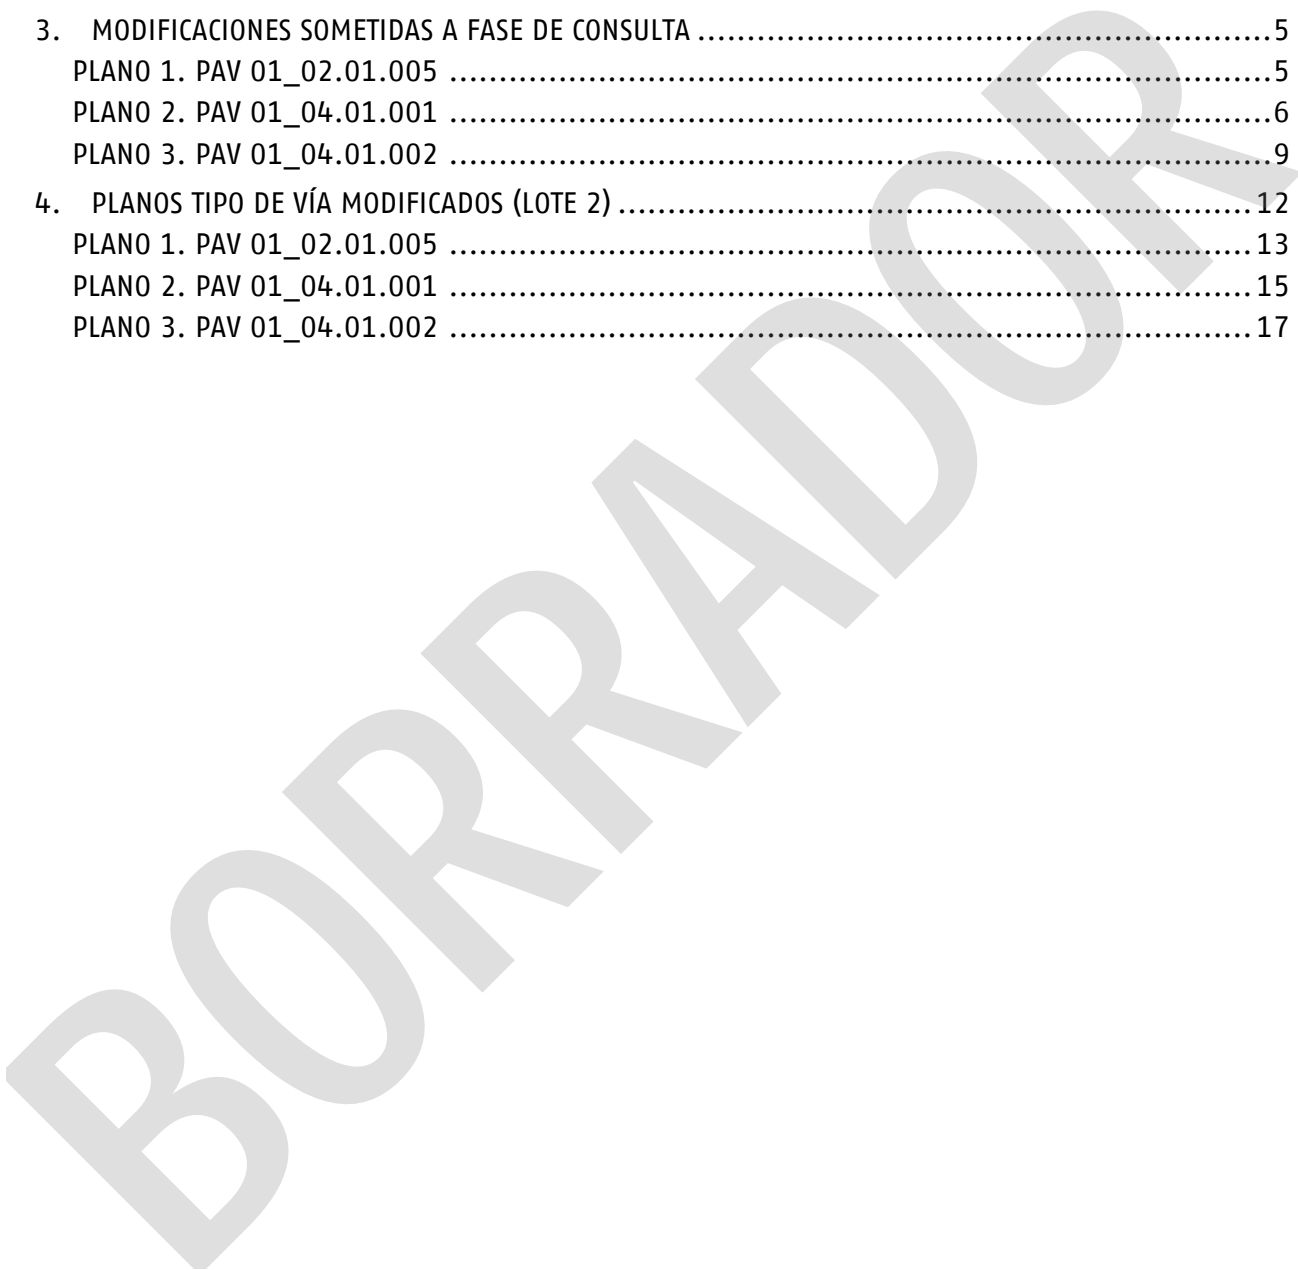 3. MODIFICACIONES SOMETIDAS A FASE DE CONSULTA ..... 5
PLANO 1. PAV 01_02.01.005 ..... 5
PLANO 2. PAV 01_04.01.001 ..... 6
PLANO 3. PAV 01_04.01.002 ..... 9
4. PLANOS TIPO DE VÍA MODIFICADOS (LOTE 2) ..... 12
PLANO 1. PAV 01_02.01.005 ..... 13
PLANO 2. PAV 01_04.01.001 ..... 15
PLANO 3. PAV 01_04.01.002 ..... 17
BORRADOR